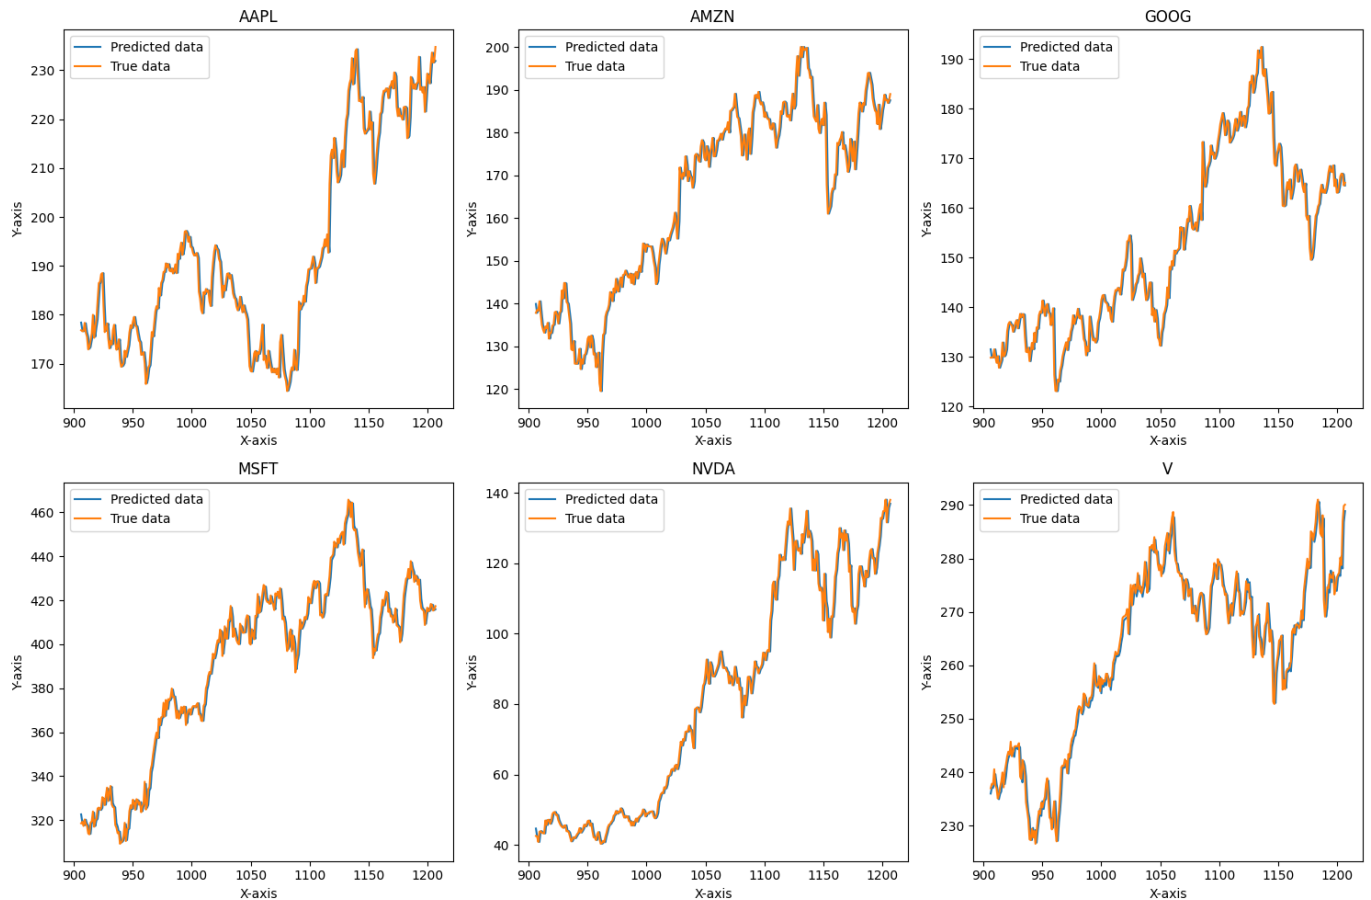 AAPL
Predicted data
True data
230
220
210
200
190
180
170
Y-axis
900
950
1000
1050
1100
1150
1200
X-axis
AMZN
Predicted data
True data
200
190
180
170
160
150
140
130
120
Y-axis
900
950
1000
1050
1100
1150
1200
X-axis
GOOG
Predicted data
True data
190
180
170
160
150
140
130
120
Y-axis
900
950
1000
1050
1100
1150
1200
X-axis
MSFT
Predicted data
True data
460
440
420
400
380
360
340
320
Y-axis
900
950
1000
1050
1100
1150
1200
X-axis
NVDA
Predicted data
True data
140
120
100
80
60
40
Y-axis
900
950
1000
1050
1100
1150
1200
X-axis
V
Predicted data
True data
290
280
270
260
250
240
230
Y-axis
900
950
1000
1050
1100
1150
1200
X-axis